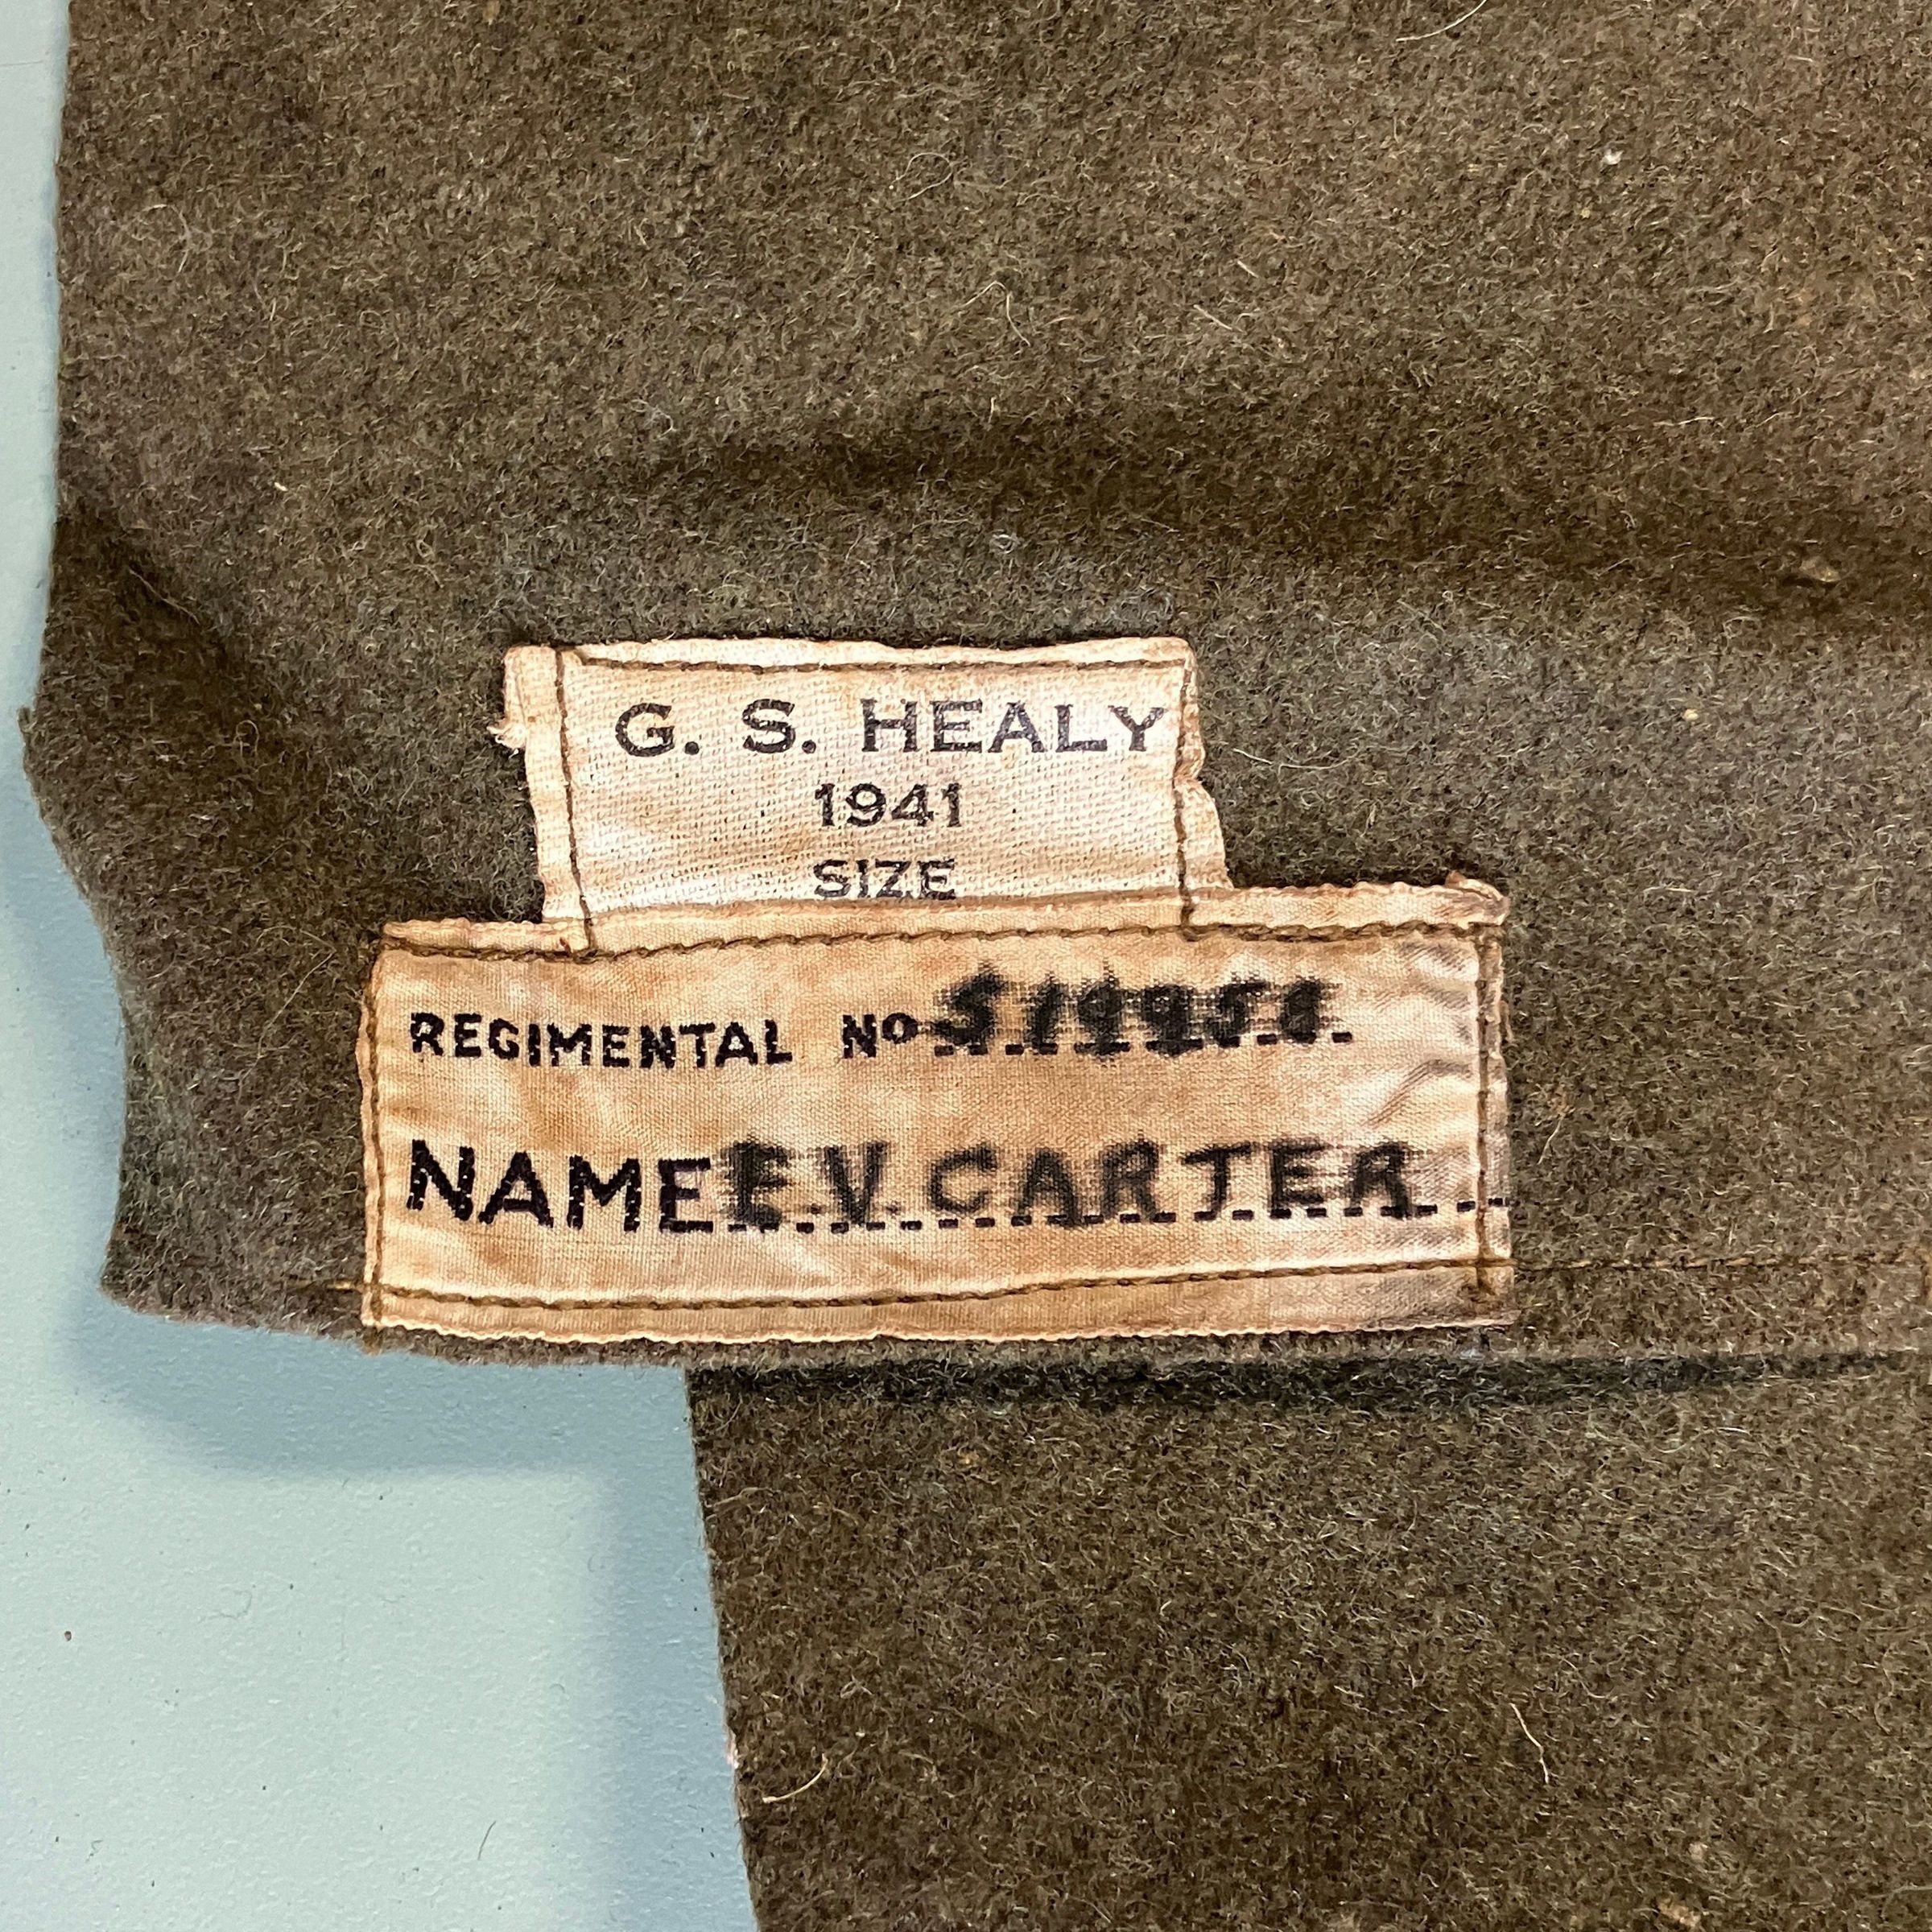 G. S. HEALY
1941
SIZE
REGIMENTAL No
NAME E.V. CARTER